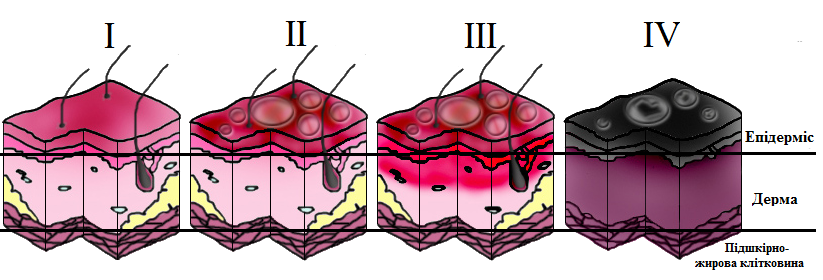 I II III IV
Епідерміс
Дерма
Підшкірно-
жирова клітковина